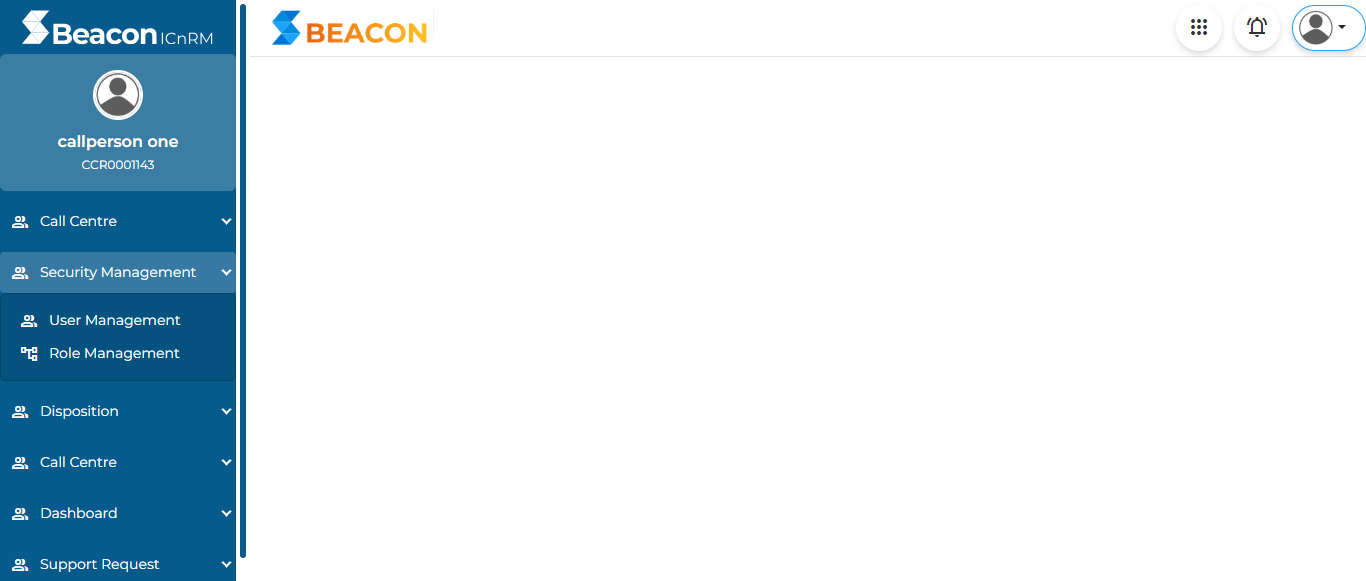 Beacon ICnRM
BEACON
callperson one
CCR0001143
Call Centre
Security Management
User Management
Role Management
Disposition
Call Centre
Dashboard
Support Request